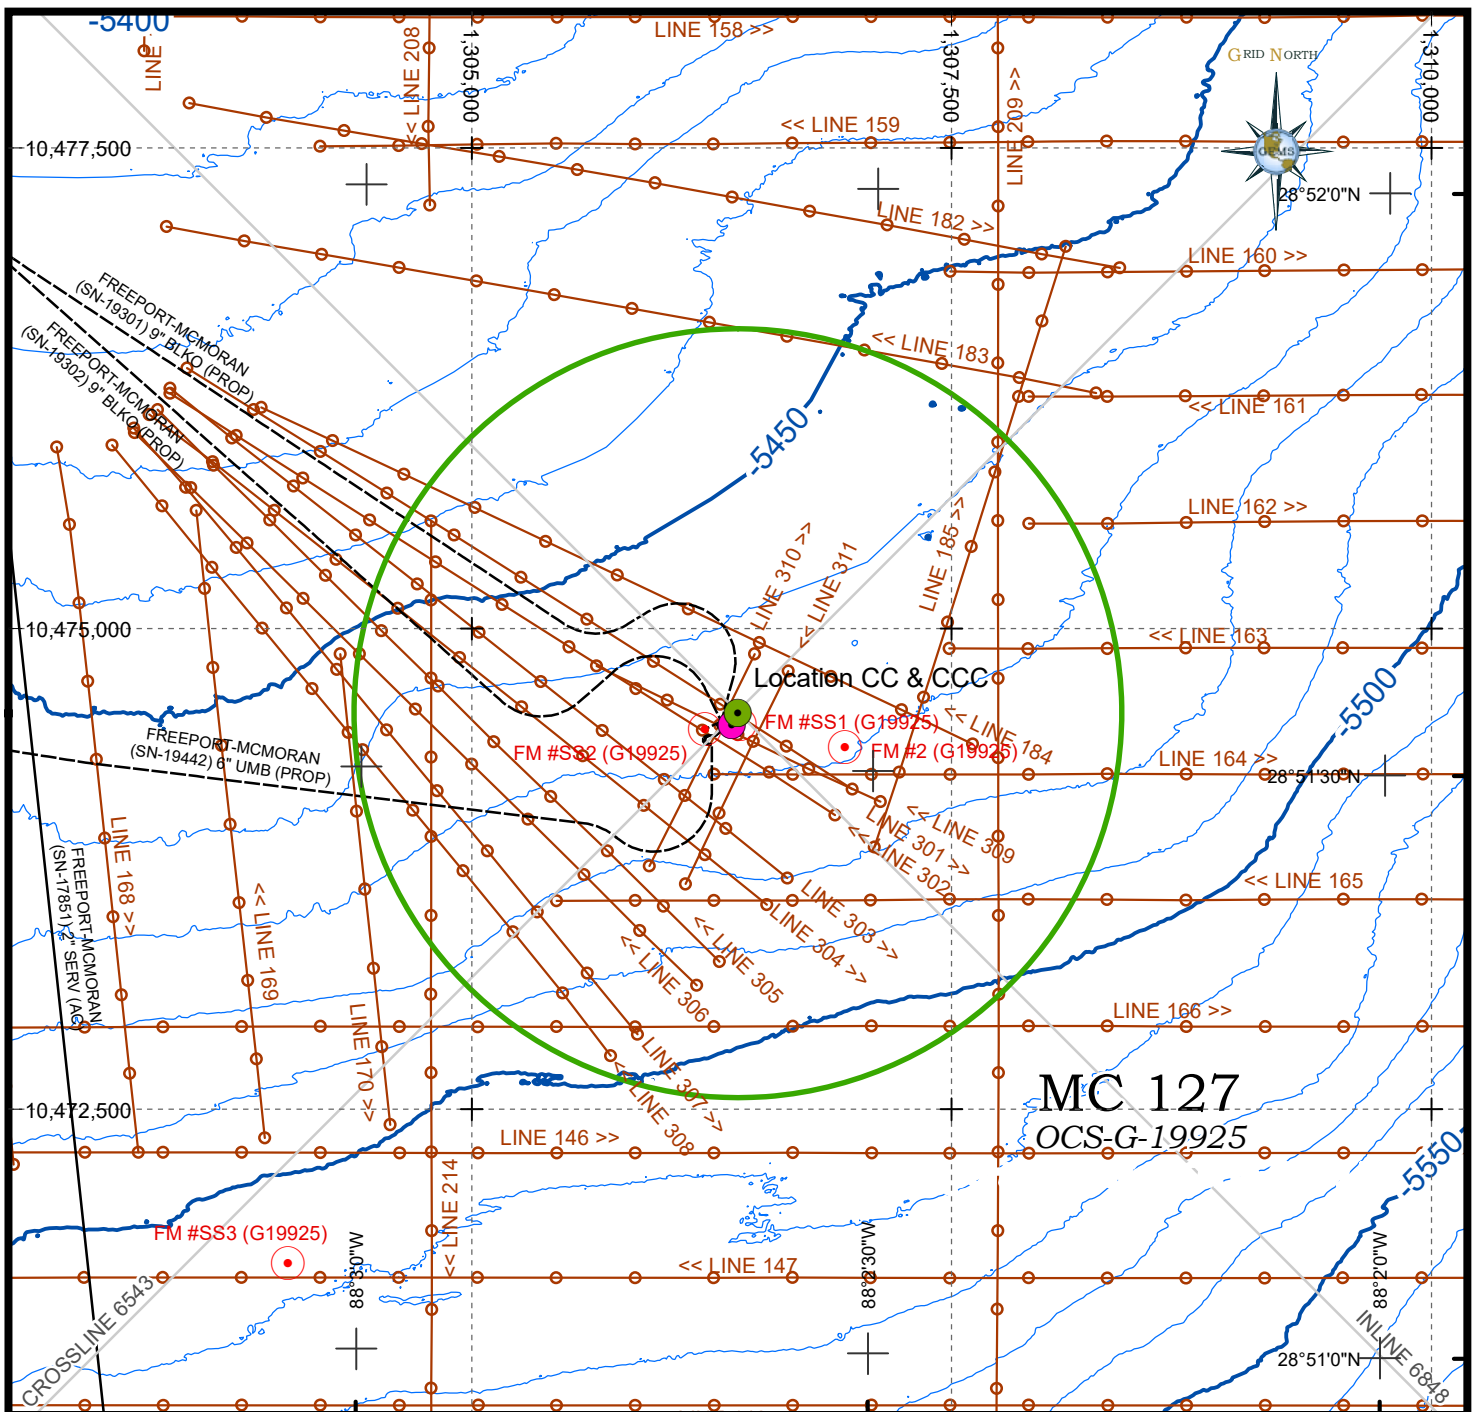 -5400
LINE
<< LINE 208
1,305,000
LINE 158 >>
1,307,500
LINE 209 >>
GRID NORTH
1,310,000
GEMS
<< LINE 159
10,477,500
28°52'0"N
LINE 182 >>
LINE 160 >>
FREEPORT-MCMORAN
(SN-19301) 9" BLKO (PROP)
FREEPORT-MCMORAN
(SN-19302) 9" BLKO (PROP)
<< LINE 183
<< LINE 161
-5450
LINE 162 >>
LINE 310 >>
<< LINE 311
LINE 185 >>
10,475,000
<< LINE 163
Location CC & CCC
-5500
FM #SS1 (G19925)
FM #SS2 (G19925)
FM #2 (G19925)
<< LINE 184
LINE 164 >>
28°51'30"N
FREEPORT-MCMORAN
(SN-19442) 6" UMB (PROP)
LINE 168 >>
FREEPORT-MCMORAN
(SN-17851) 2" SERV (AC)
<< LINE 169
LINE 170 >>
<< LINE 309
LINE 301 >>
<< LINE 302
LINE 303 >>
LINE 304 >>
<< LINE 305
<< LINE 306
LINE 307 >>
<< LINE 308
<< LINE 165
LINE 166 >>
10,472,500
MC 127
OCS-G-19925
LINE 146 >>
-5550
<< LINE 214
FM #SS3 (G19925)
<< LINE 147
88°3'0"W
88°2'30"W
88°2'0"W
28°51'0"N
CROSSLINE 6543
INLINE 6848